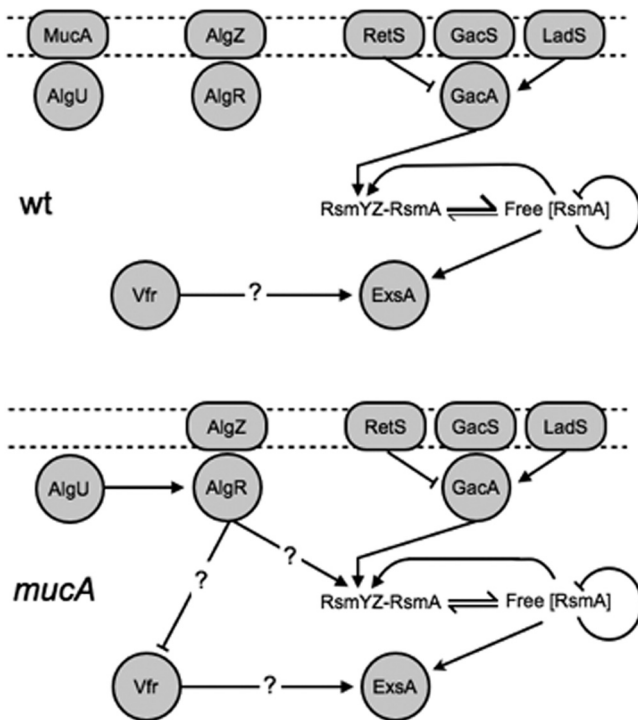 MucA AlgZ RetS GacS LadS
AlgU AlgR GacA
wt RsmYZ-RsmA Free [RsmA]
Vfr ? ExsA
AlgZ RetS GacS LadS
AlgU AlgR GacA
?
?
mucA RsmYZ-RsmA Free [RsmA]
Vfr ? ExsA